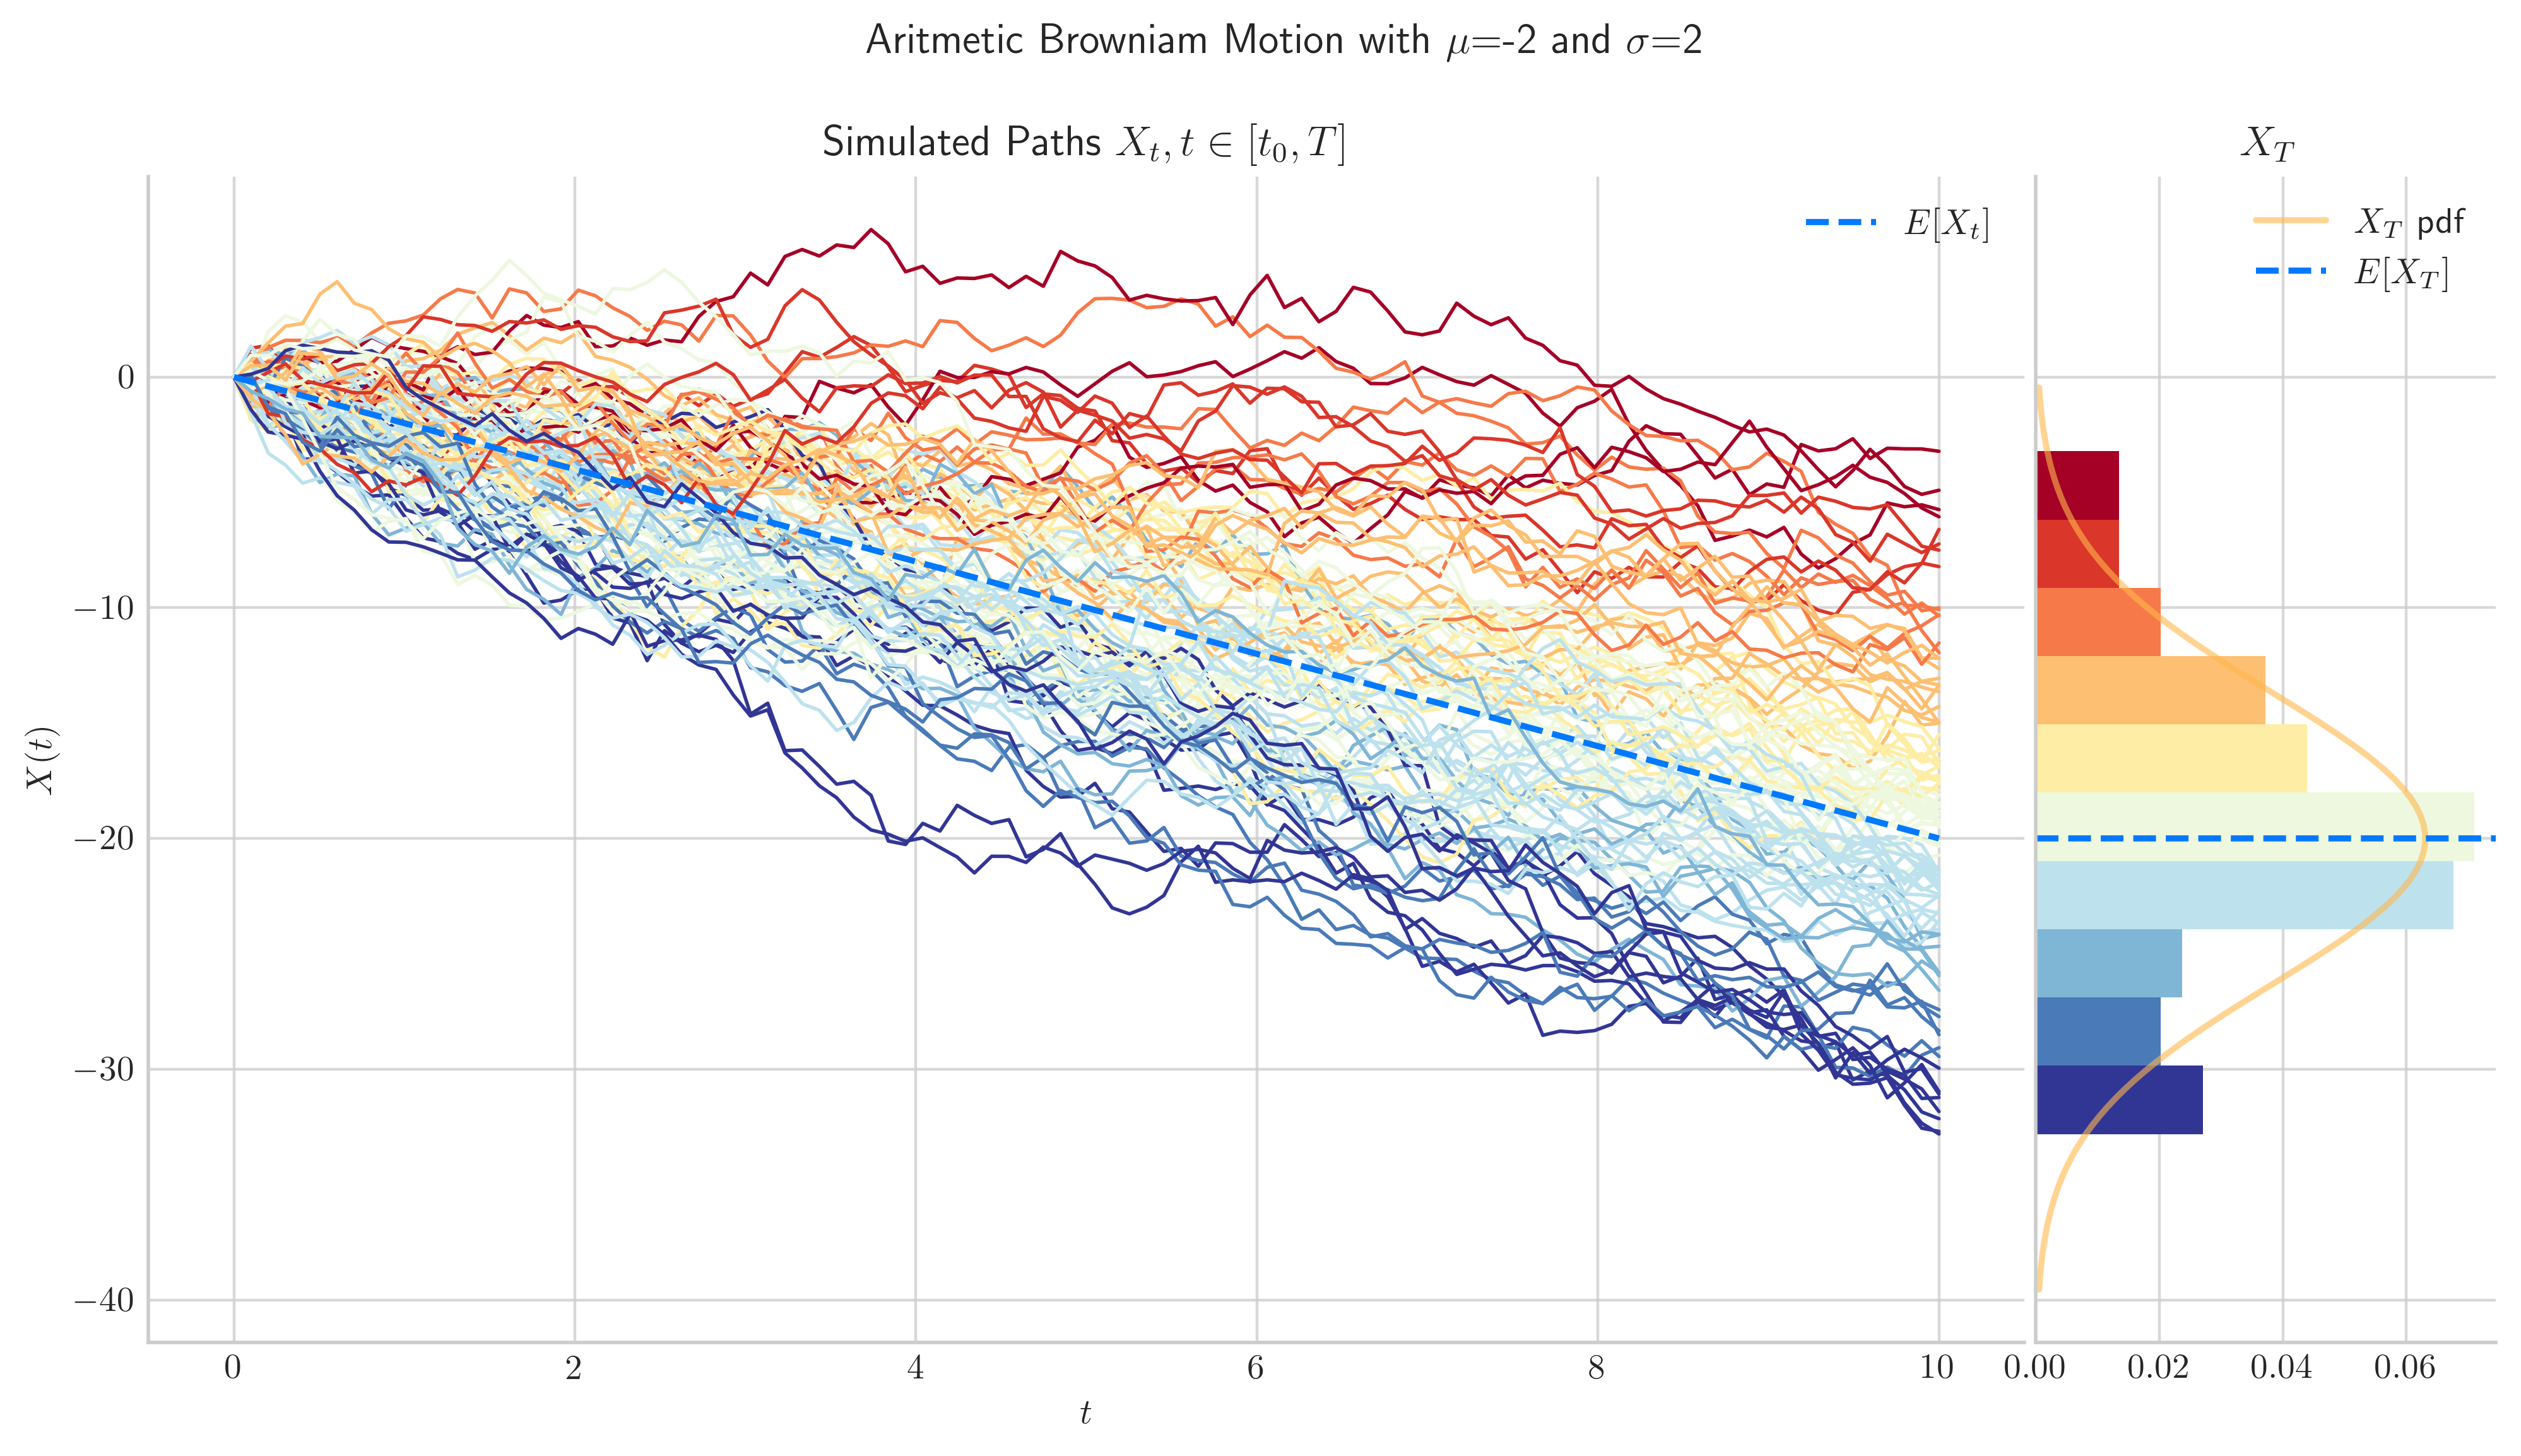 Aritmetic Browniam Motion with μ=-2 and σ=2
Simulated Paths X_t, t ∈ [t_0, T]
X_T
E[X_t]
X_T pdf
E[X_T]
X(t)
0
−10
−20
−30
−40
0 2 4 6 8 10
0.00 0.02 0.04 0.06
t